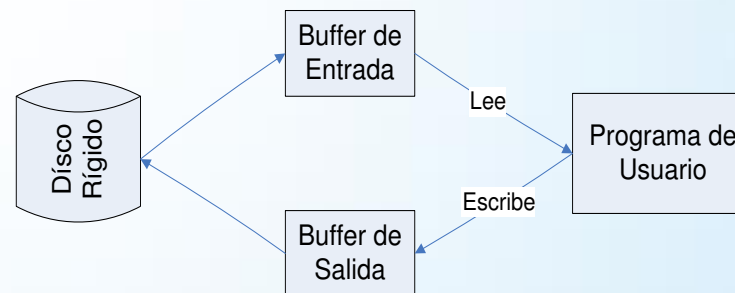 Buffer de
Entrada
Lee
Dísco
Rígido
Programa de
Usuario
Escribe
Buffer de
Salida